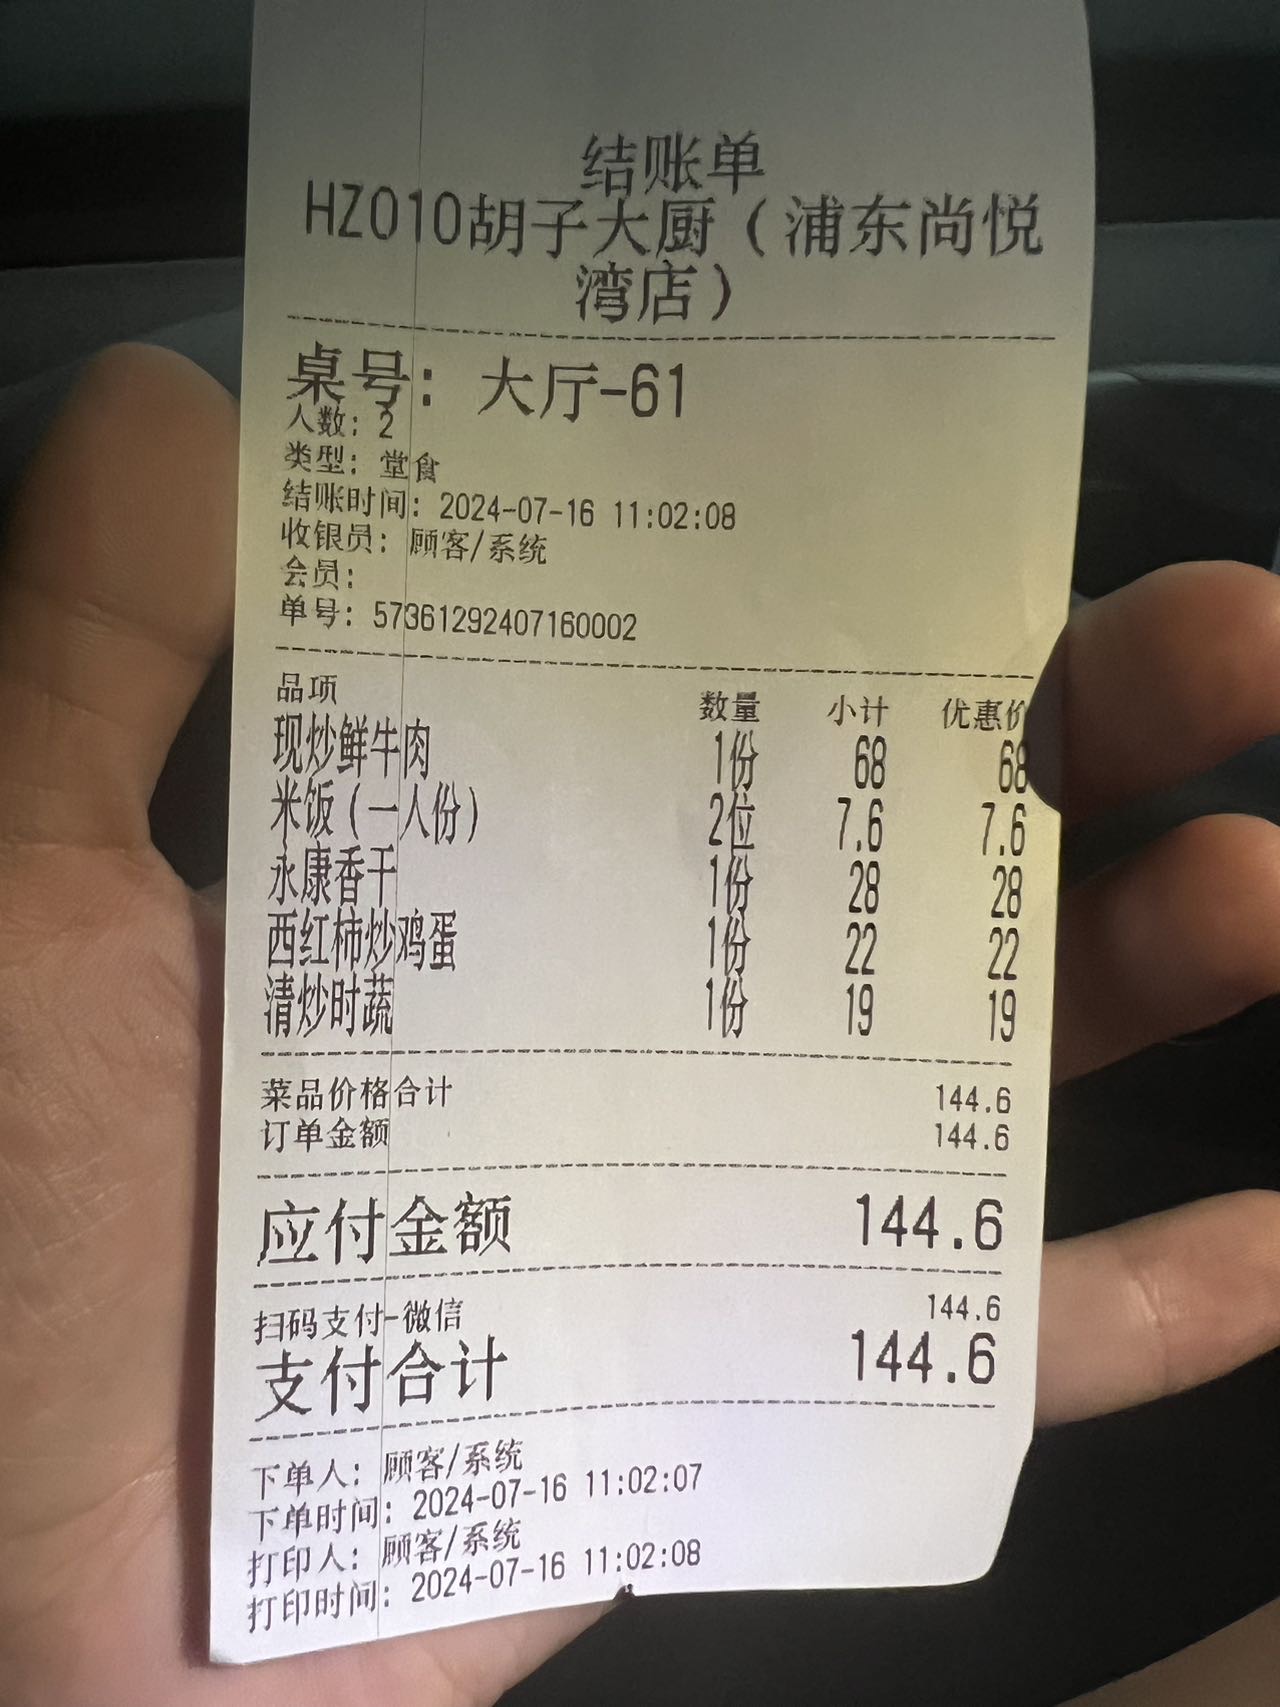 结账单
HZ010胡子大厨（浦东尚悦
湾店）
桌号：大厅-61
人数：2
类型：堂食
结账时间：2024-07-16 11:02:08
收银员：顾客/系统
会员：
单号：57361292407160002
品项 数量 小计 优惠价
现炒鲜牛肉 1份 68 68
米饭（一人份） 2位 7.6 7.6
永康香干 1份 28 28
西红柿炒鸡蛋 1份 22 22
清炒时蔬 1份 19 19
菜品价格合计 144.6
订单金额 144.6
应付金额 144.6
扫码支付-微信 144.6
支付合计 144.6
下单人：顾客/系统
下单时间：2024-07-16 11:02:07
打印人：顾客/系统
打印时间：2024-07-16 11:02:08